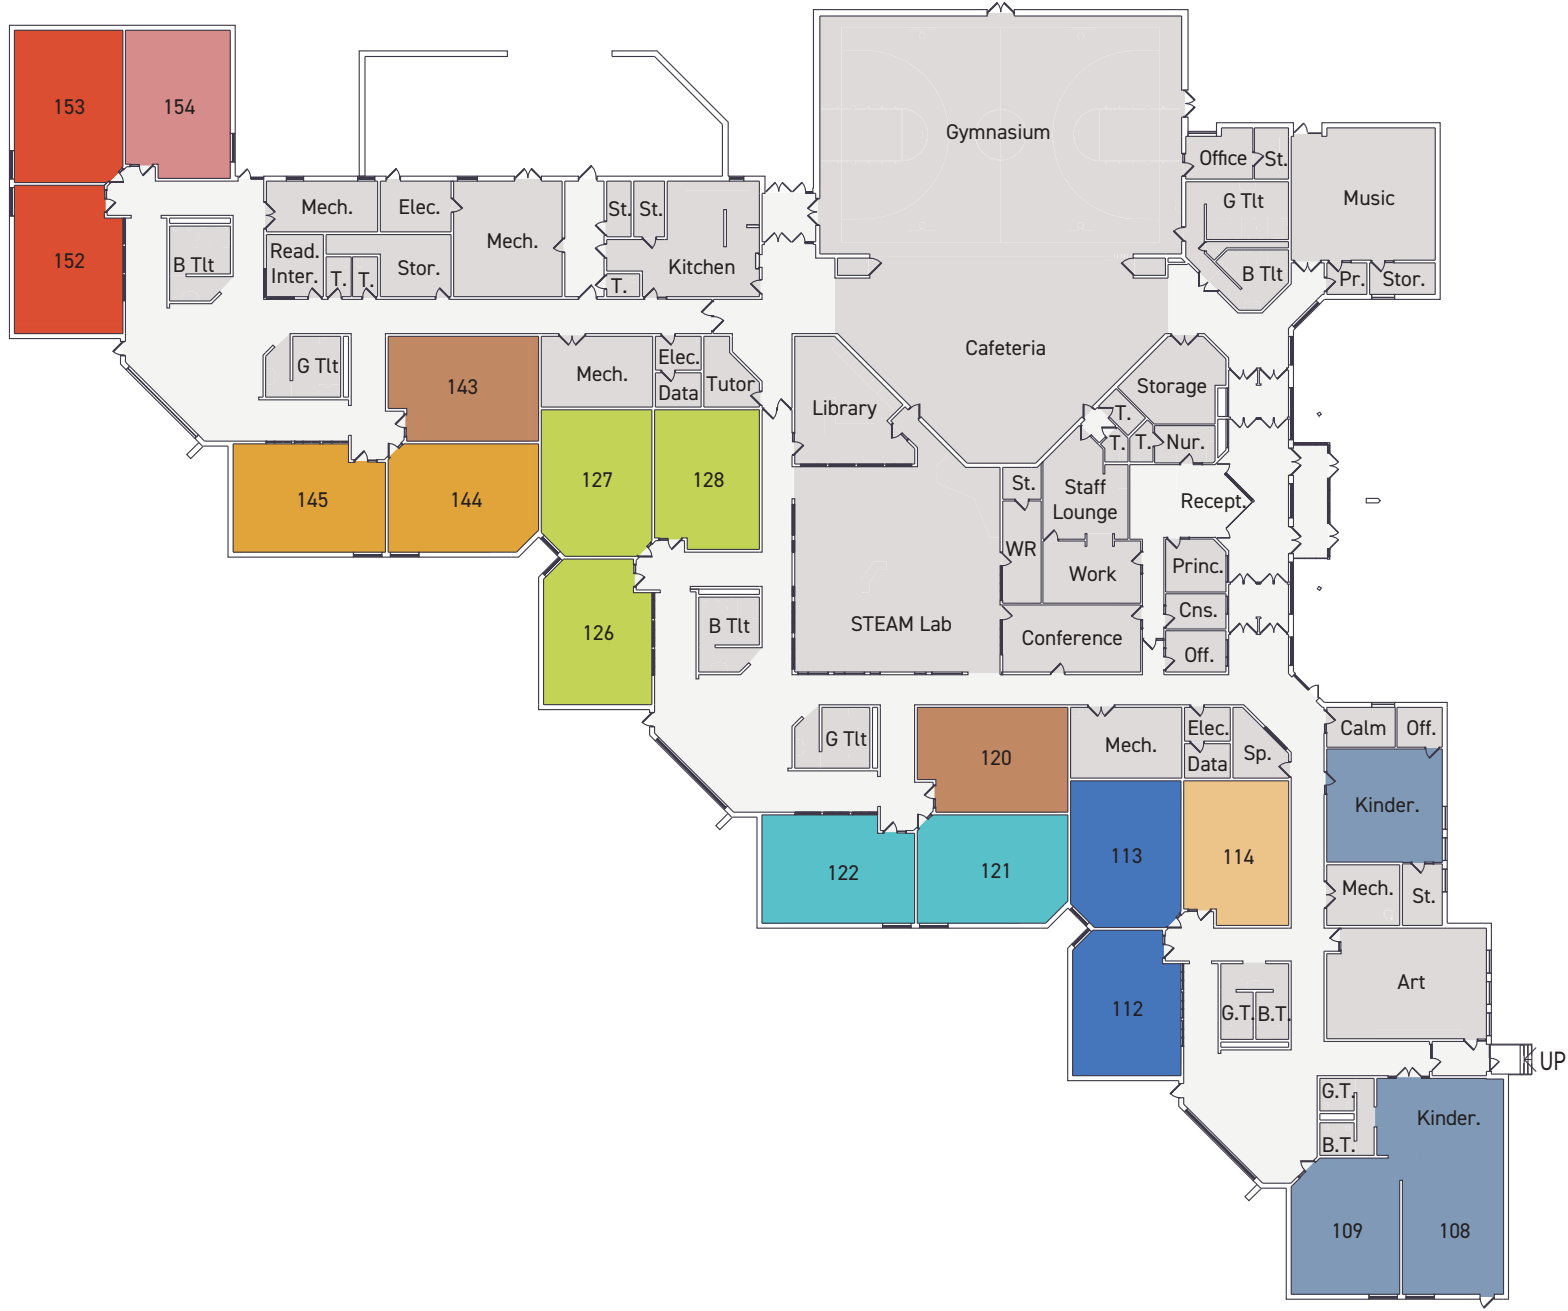 153
154
Gymnasium
Office
St.
G Tlt
Music
Mech.
Elec.
St.
St.
Mech.
152
B Tlt
Read.
Inter.
T.
T.
Stor.
T.
Kitchen
B Tlt
Pr.
Stor.
G Tlt
143
Mech.
Elec.
Data
Tutor
Library
Cafeteria
Storage
T.
T.
T.
Nur.
145
144
127
128
St.
Staff
Lounge
Recept.
WR
Work
Princ.
126
B Tlt
STEAM Lab
Conference
Cns.
Off.
G Tlt
120
Mech.
Elec.
Data
Sp.
Calm
Off.
Kinder.
122
121
113
114
Mech.
St.
112
G.T.
B.T.
Art
UP
G.T.
B.T.
Kinder.
109
108